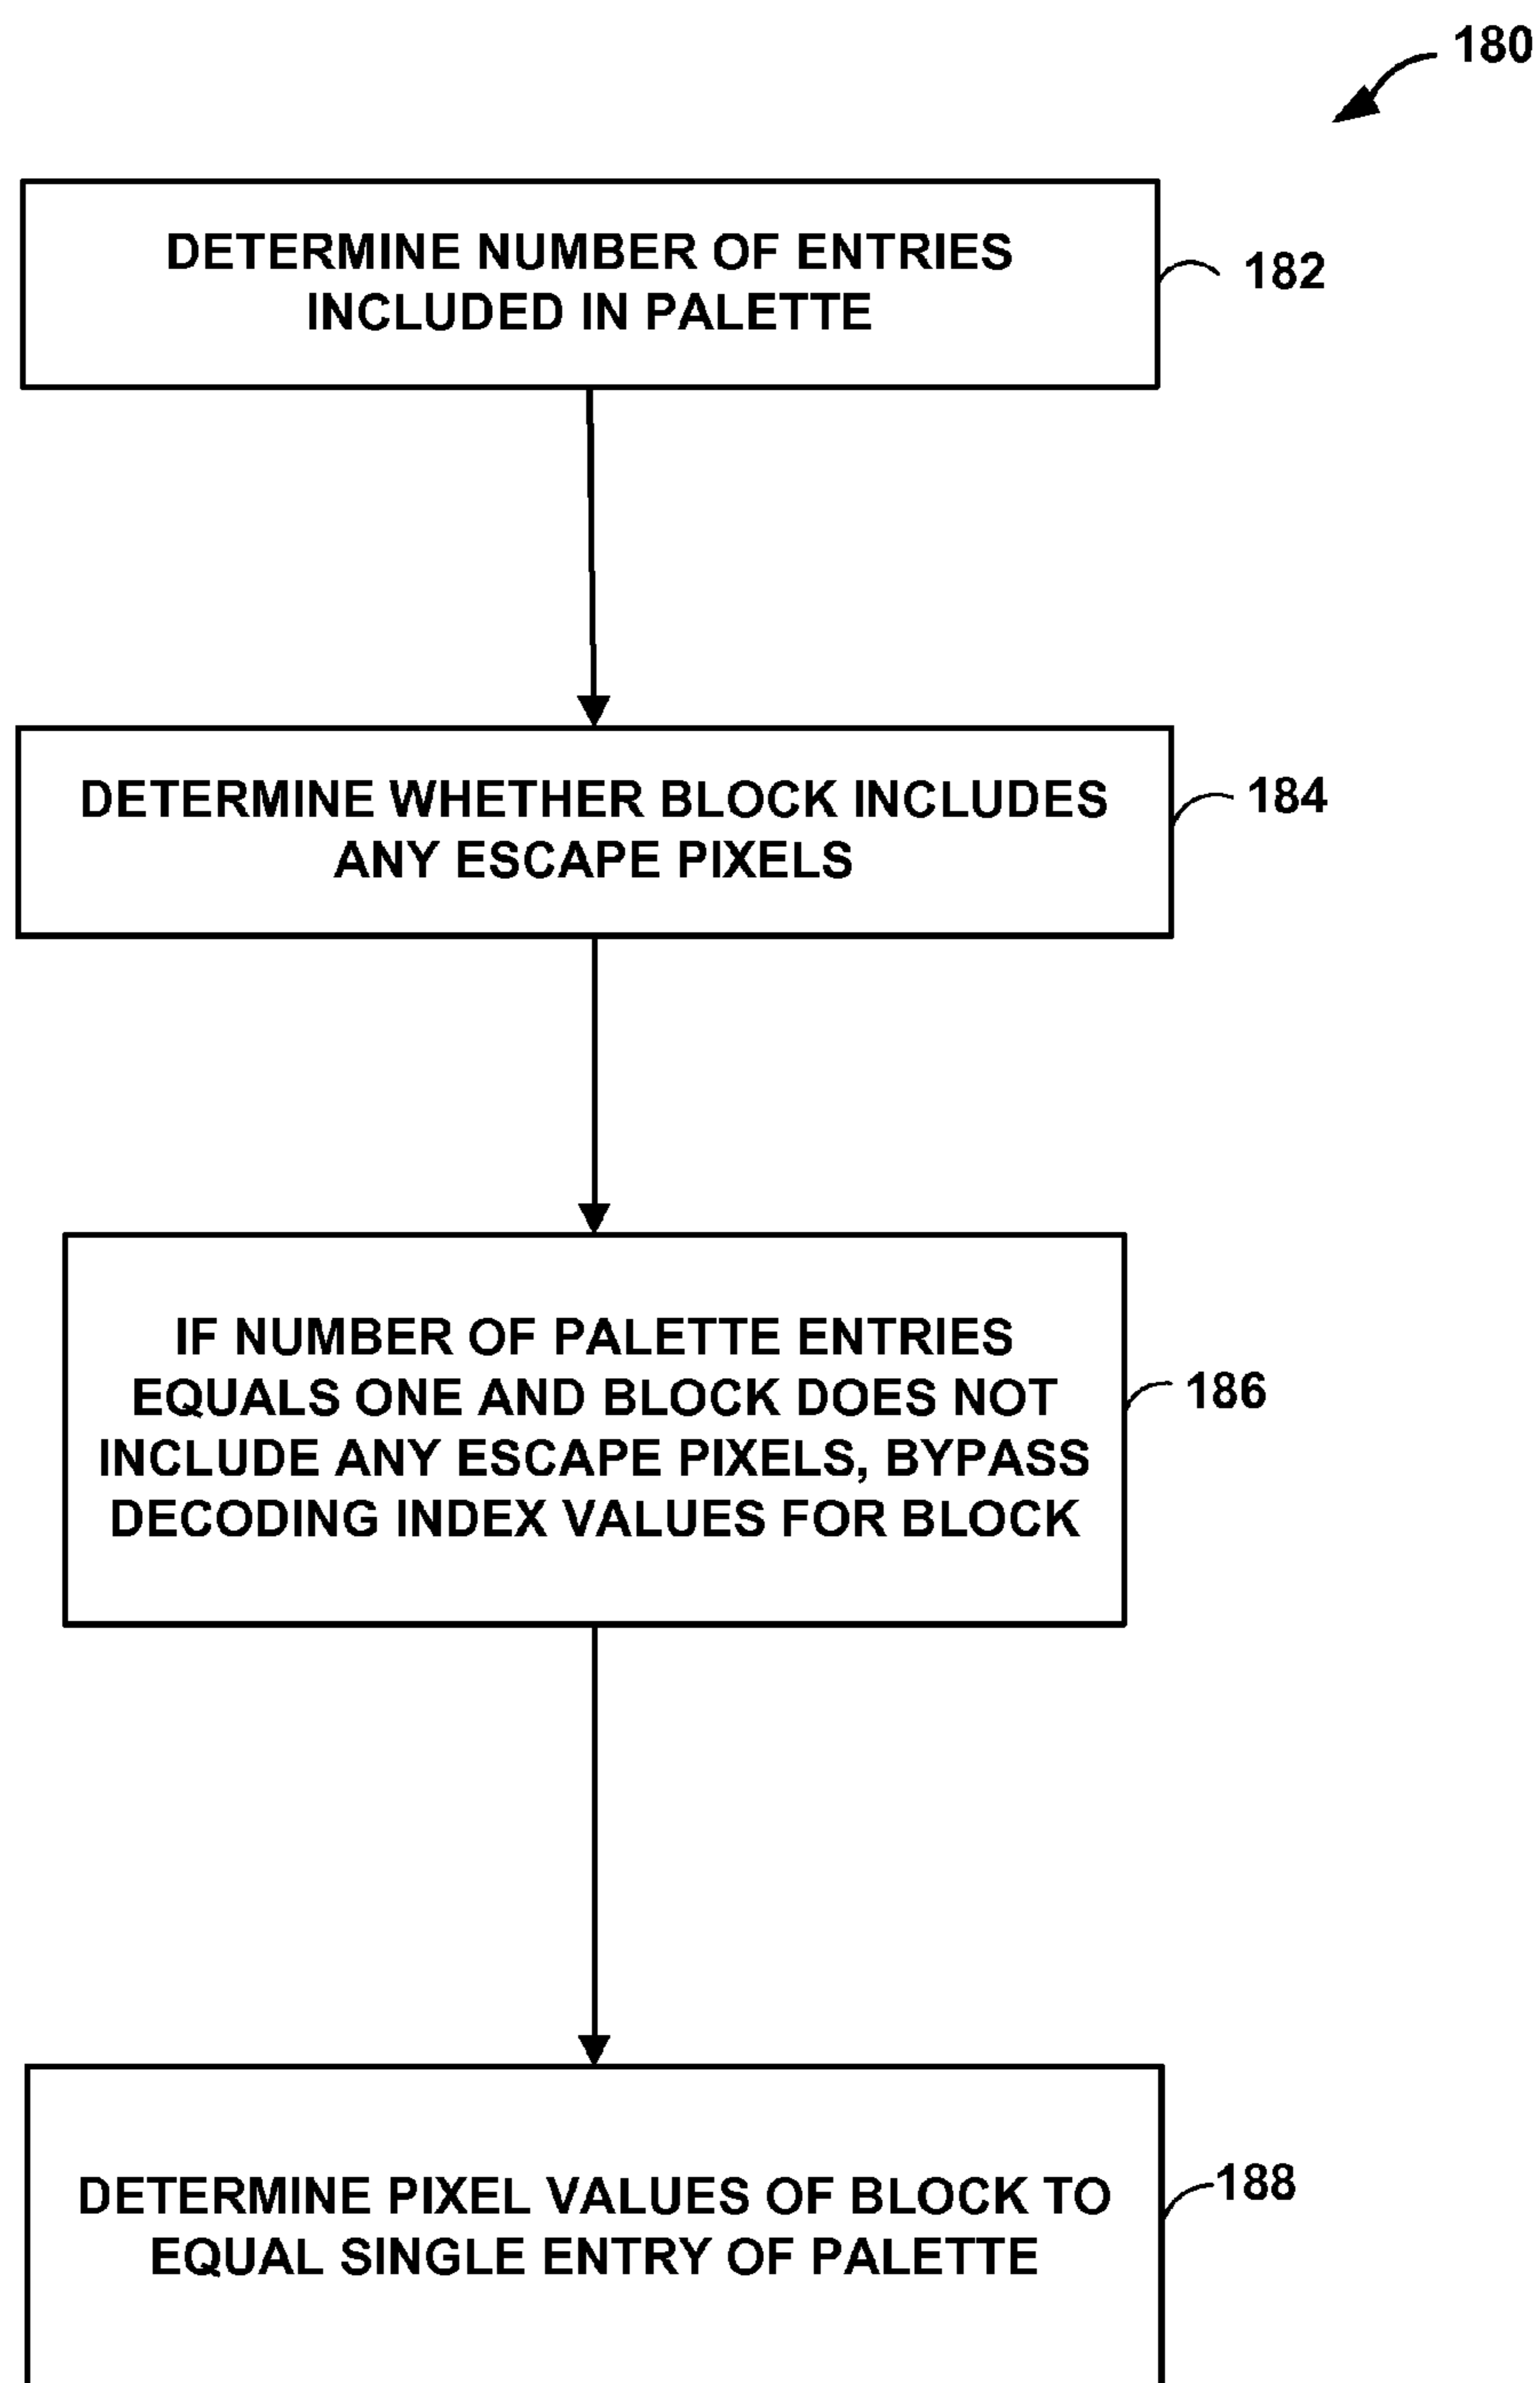 180
DETERMINE NUMBER OF ENTRIES
INCLUDED IN PALETTE
182
DETERMINE WHETHER BLOCK INCLUDES
ANY ESCAPE PIXELS
184
IF NUMBER OF PALETTE ENTRIES
EQUALS ONE AND BLOCK DOES NOT
INCLUDE ANY ESCAPE PIXELS, BYPASS
DECODING INDEX VALUES FOR BLOCK
186
DETERMINE PIXEL VALUES OF BLOCK TO
EQUAL SINGLE ENTRY OF PALETTE
188